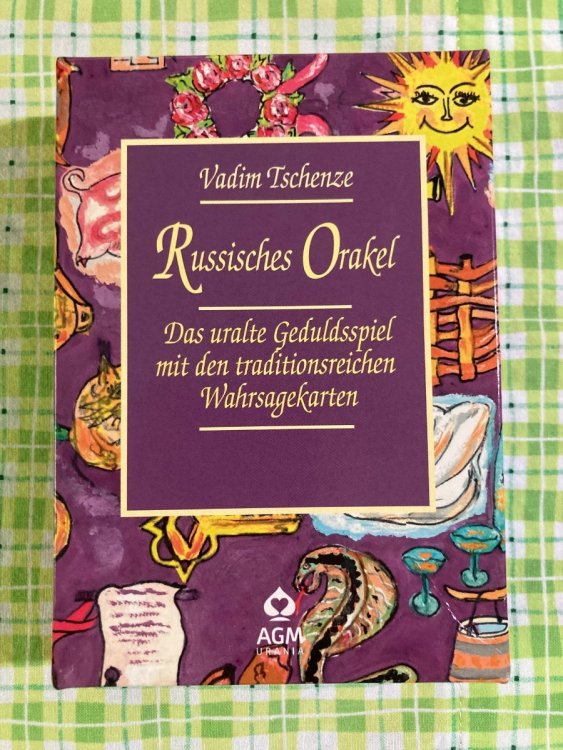 Vadim Tschenze
Russisches Orakel
Das uralte Geduldsspiel
mit den traditionsreichen
Wahrsagekarten
AGM
URANIA